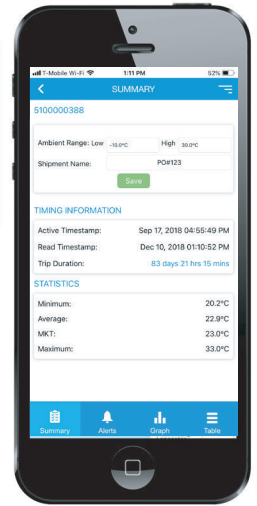 T-Mobile Wi-Fi 1:11 PM 52%
SUMMARY
5100000388
Ambient Range: Low -10.0°C High 30.0°C
Shipment Name: PO#123
Save
TIMING INFORMATION
Active Timestamp: Sep 17, 2018 04:55:49 PM
Read Timestamp: Dec 10, 2018 01:10:52 PM
Trip Duration: 83 days 21 hrs 15 mins
STATISTICS
Minimum: 20.2°C
Average: 22.9°C
MKT: 23.0°C
Maximum: 33.0°C
Summary Alerts Graph Table